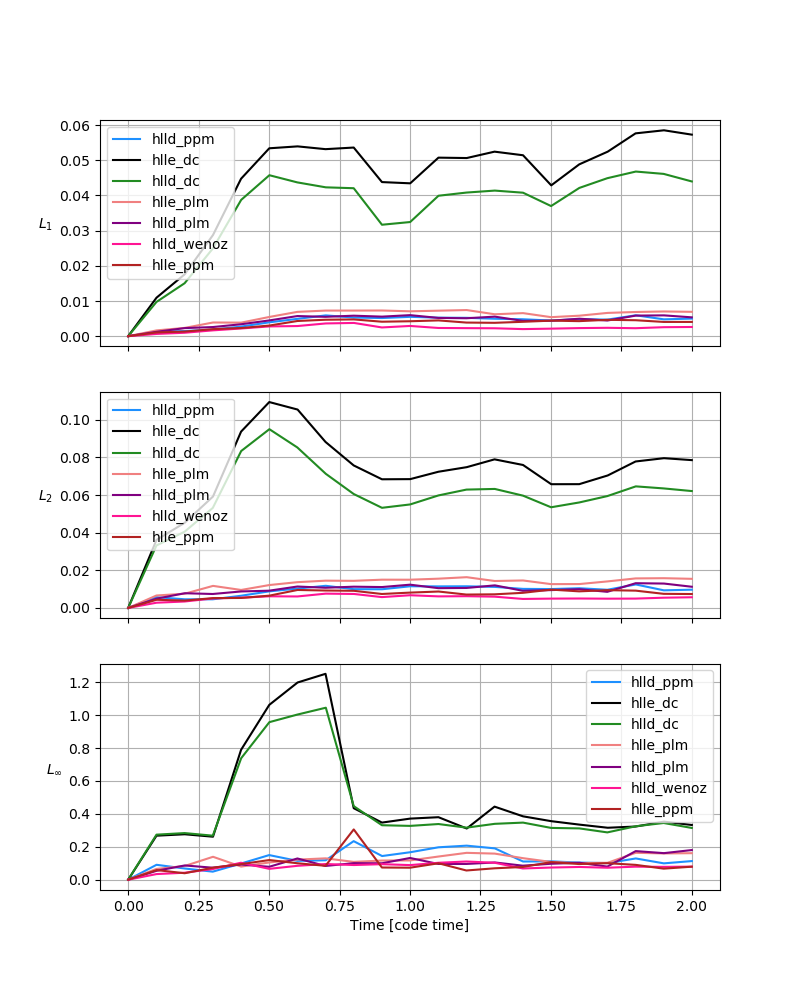 0.06
0.05
0.04
L₁ 0.03
0.02
0.01
0.00
hlld_ppm
hlle_dc
hlld_dc
hlle_plm
hlld_plm
hlld_wenoz
hlle_ppm
0.10
0.08
L₂ 0.06
0.04
0.02
0.00
hlld_ppm
hlle_dc
hlld_dc
hlle_plm
hlld_plm
hlld_wenoz
hlle_ppm
1.2
1.0
0.8
L∞ 0.6
0.4
0.2
0.0
hlld_ppm
hlle_dc
hlld_dc
hlle_plm
hlld_plm
hlld_wenoz
hlle_ppm
0.00 0.25 0.50 0.75 1.00 1.25 1.50 1.75 2.00
Time [code time]